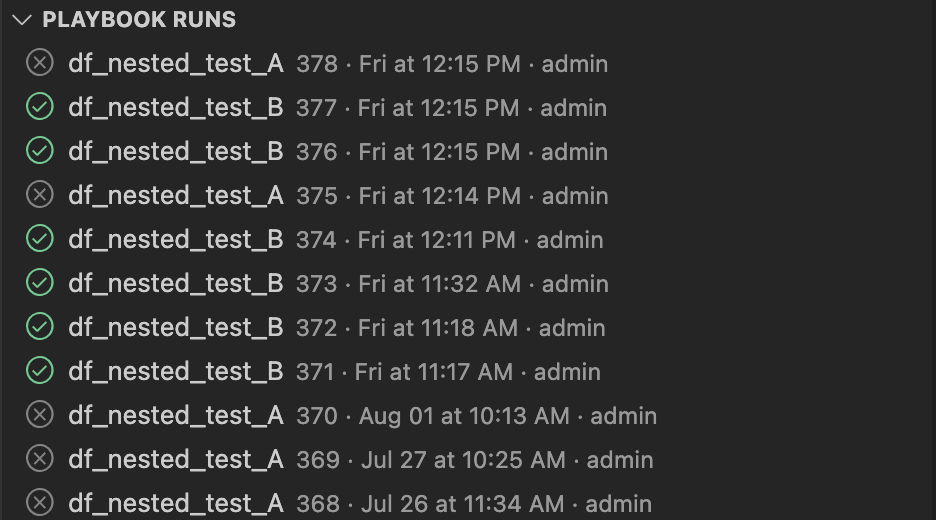 PLAYBOOK RUNS
df_nested_test_A 378 · Fri at 12:15 PM · admin
df_nested_test_B 377 · Fri at 12:15 PM · admin
df_nested_test_B 376 · Fri at 12:15 PM · admin
df_nested_test_A 375 · Fri at 12:14 PM · admin
df_nested_test_B 374 · Fri at 12:11 PM · admin
df_nested_test_B 373 · Fri at 11:32 AM · admin
df_nested_test_B 372 · Fri at 11:18 AM · admin
df_nested_test_B 371 · Fri at 11:17 AM · admin
df_nested_test_A 370 · Aug 01 at 10:13 AM · admin
df_nested_test_A 369 · Jul 27 at 10:25 AM · admin
df_nested_test_A 368 · Jul 26 at 11:34 AM · admin